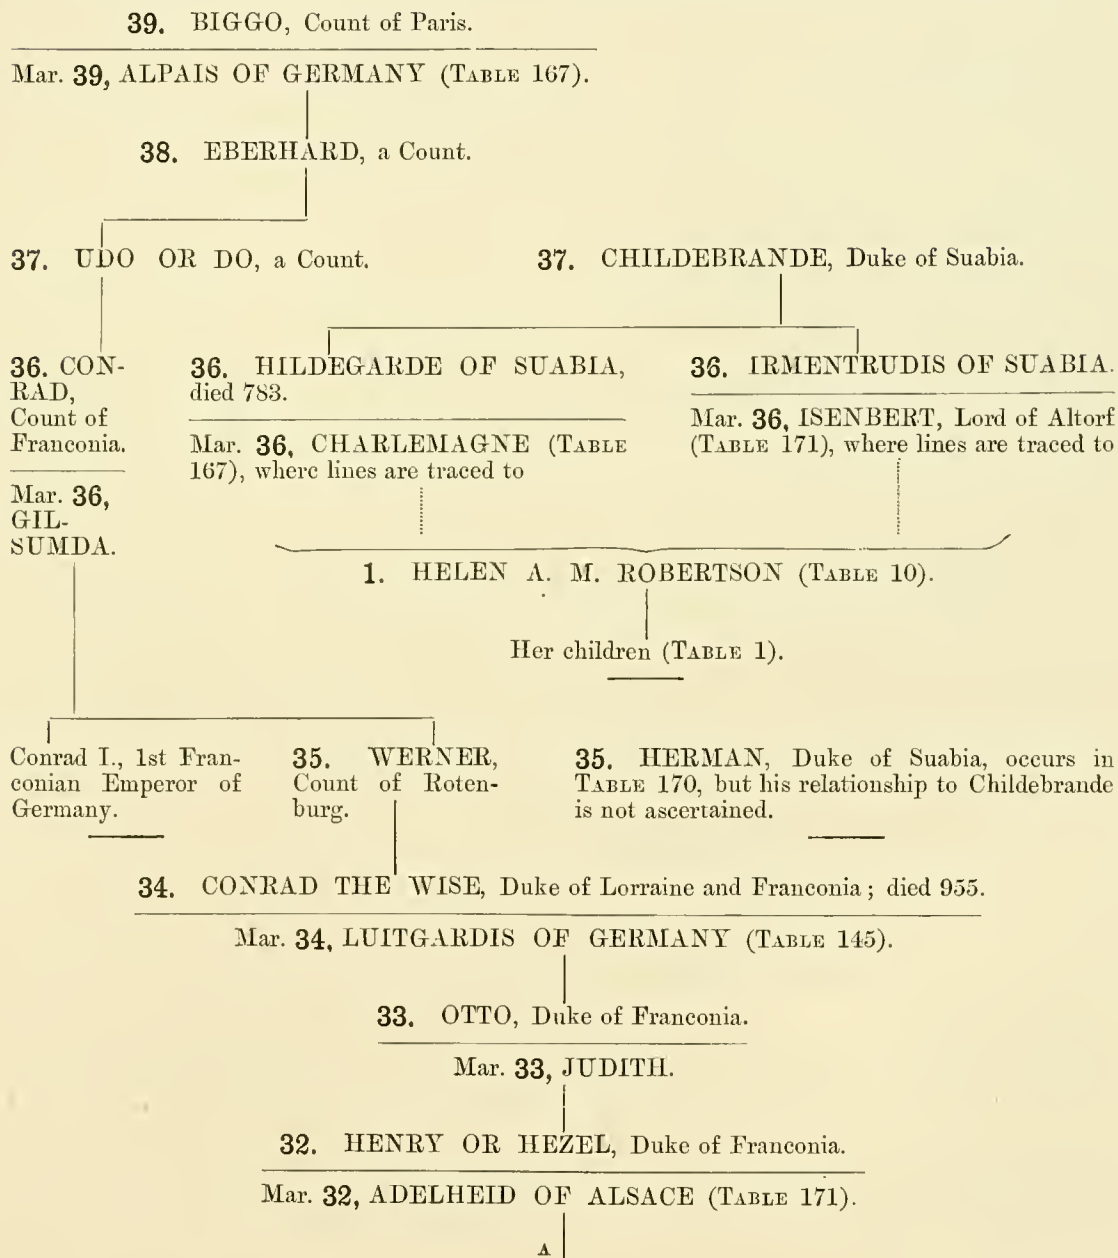 39. BIGGO, Count of Paris.
Mar. 39, ALPAIS OF GERMANY (TABLE 167).
38. EBERHARD, a Count.
37. UDO OR DO, a Count.
37. CHILDEBRANDE, Duke of Suabia.
36. CON-
RAD,
Count of
Franconia.
Mar. 36,
GIL-
SUMDA.
36. HILDEGARDE OF SUABIA,
died 783.
Mar. 36, CHARLEMAGNE (TABLE
167), where lines are traced to
36. IRMENTRUDIS OF SUABIA.
Mar. 36, ISENBERT, Lord of Altorf
(TABLE 171), where lines are traced to
1. HELEN A. M. ROBERTSON (TABLE 10).
Her children (TABLE 1).
Conrad I., 1st Fran-
conian Emperor of
Germany.
35. WERNER,
Count of Roten-
burg.
35. HERMAN, Duke of Suabia, occurs in
TABLE 170, but his relationship to Childebrande
is not ascertained.
34. CONRAD THE WISE, Duke of Lorraine and Franconia; died 955.
Mar. 34, LUITGARDIS OF GERMANY (TABLE 145).
33. OTTO, Duke of Franconia.
Mar. 33, JUDITH.
32. HENRY OR HEZEL, Duke of Franconia.
Mar. 32, ADELHEID OF ALSACE (TABLE 171).
A